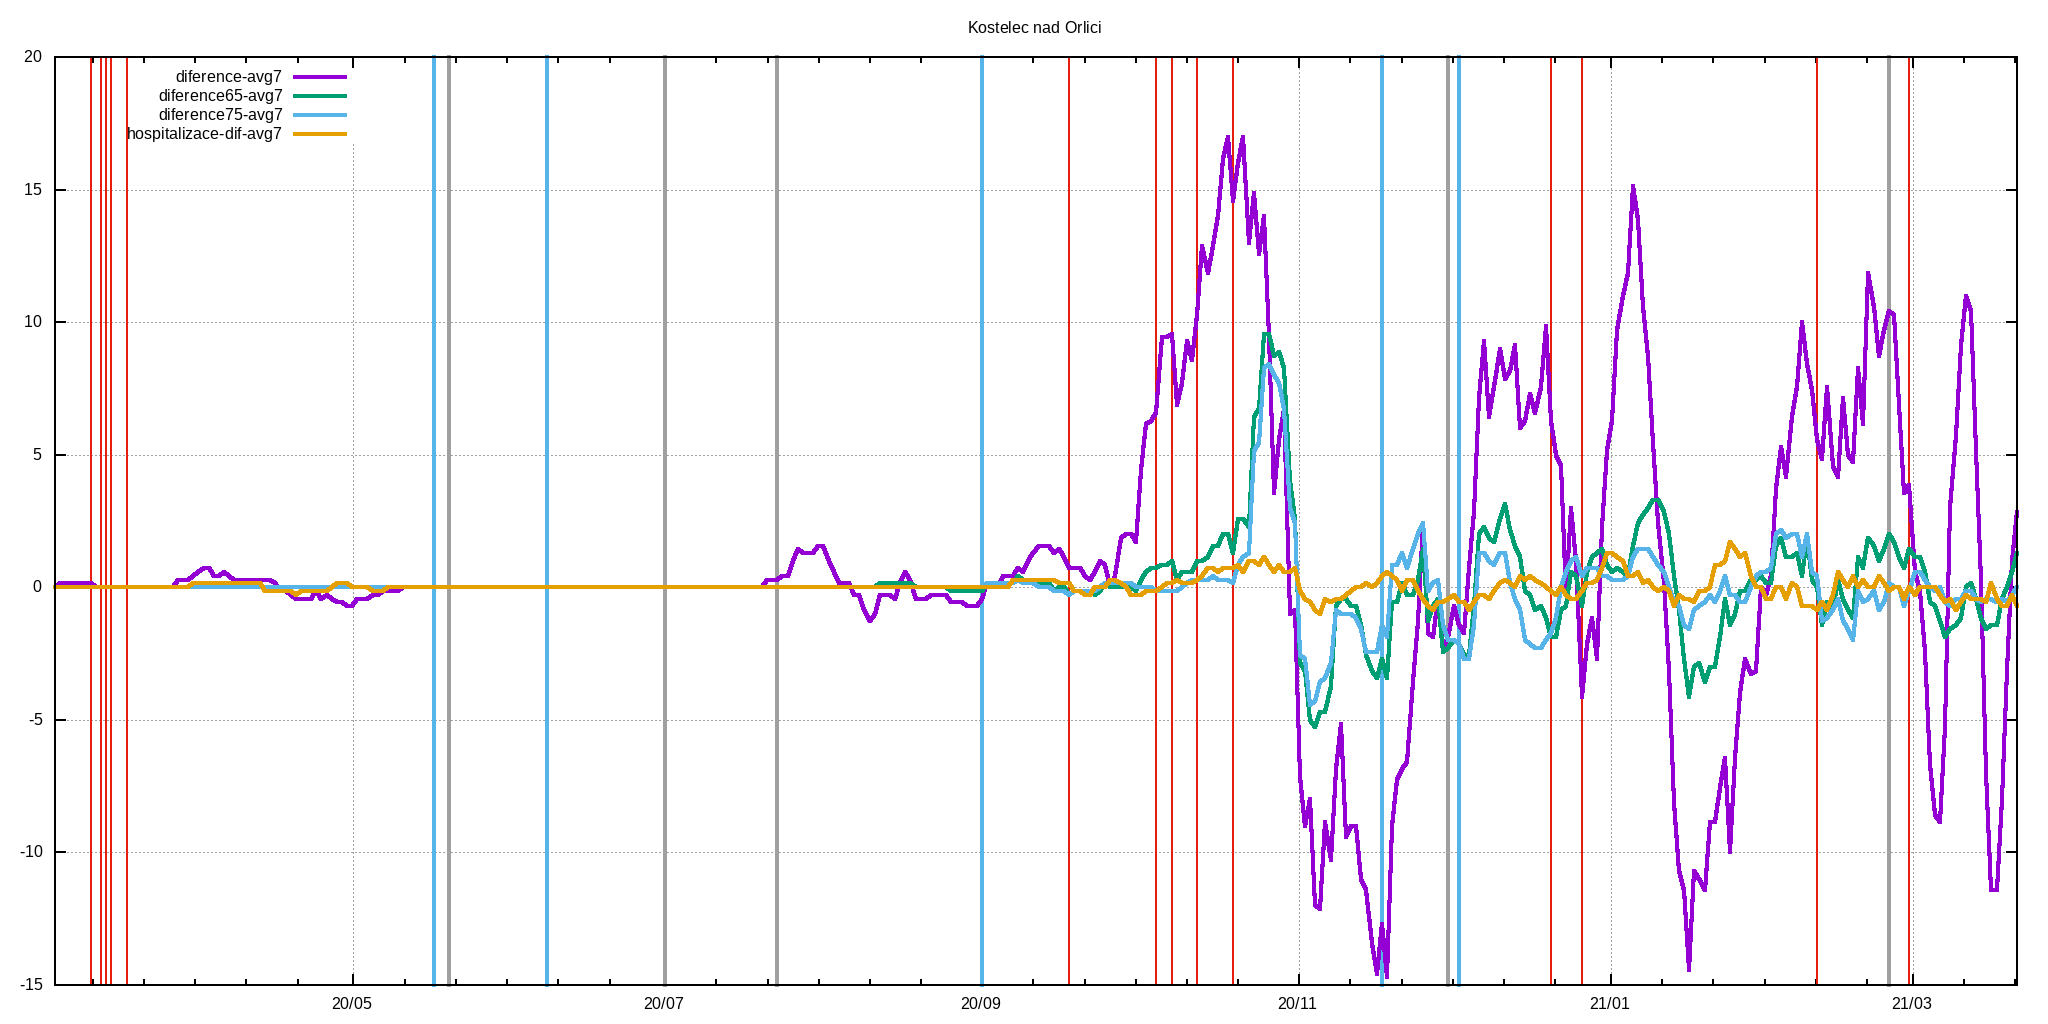 Kostelec nad Orlici
20
diference-avg7
diference65-avg7
diference75-avg7
hospitalizace-dif-avg7
15
10
5
0
-5
-10
-15
20/05 20/07 20/09 20/11 21/01 21/03